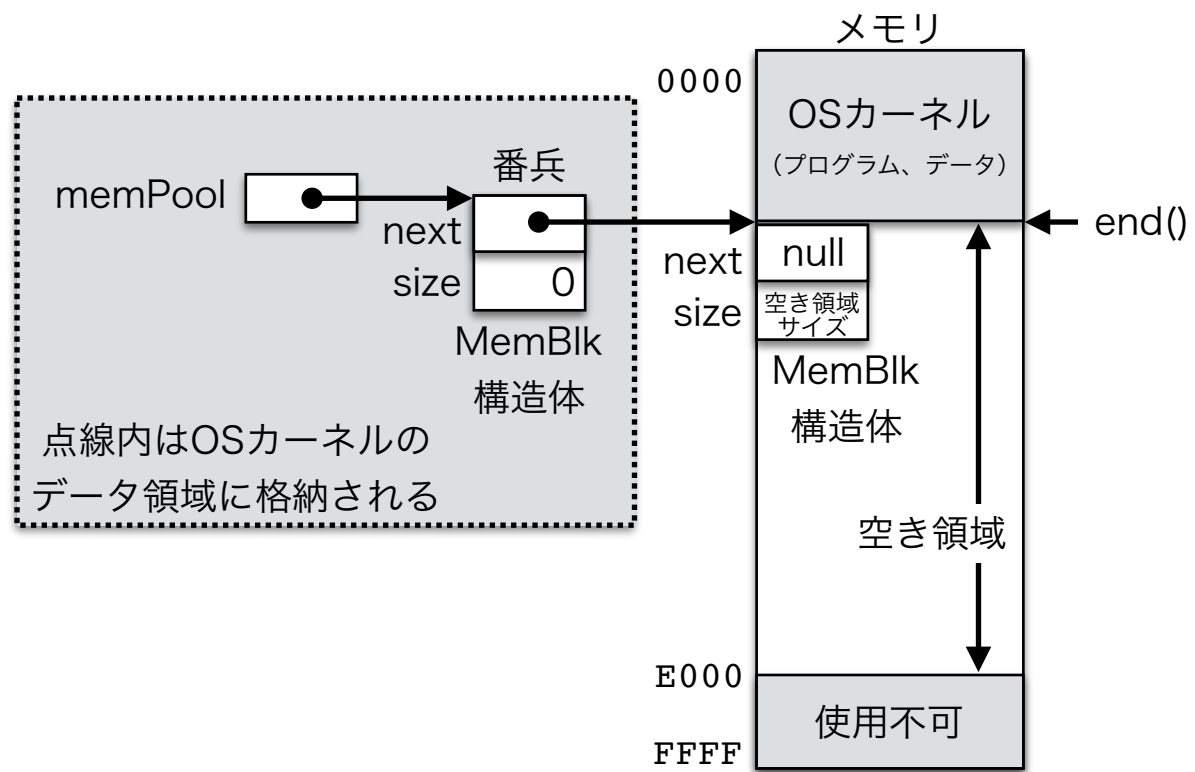 メモリ
0000
OSカーネル
（プログラム、データ）
番兵
memPool
next
size
0
MemBlk
構造体
点線内はOSカーネルの
データ領域に格納される
end()
next
null
size
空き領域
サイズ
MemBlk
構造体
空き領域
E000
使用不可
FFFF